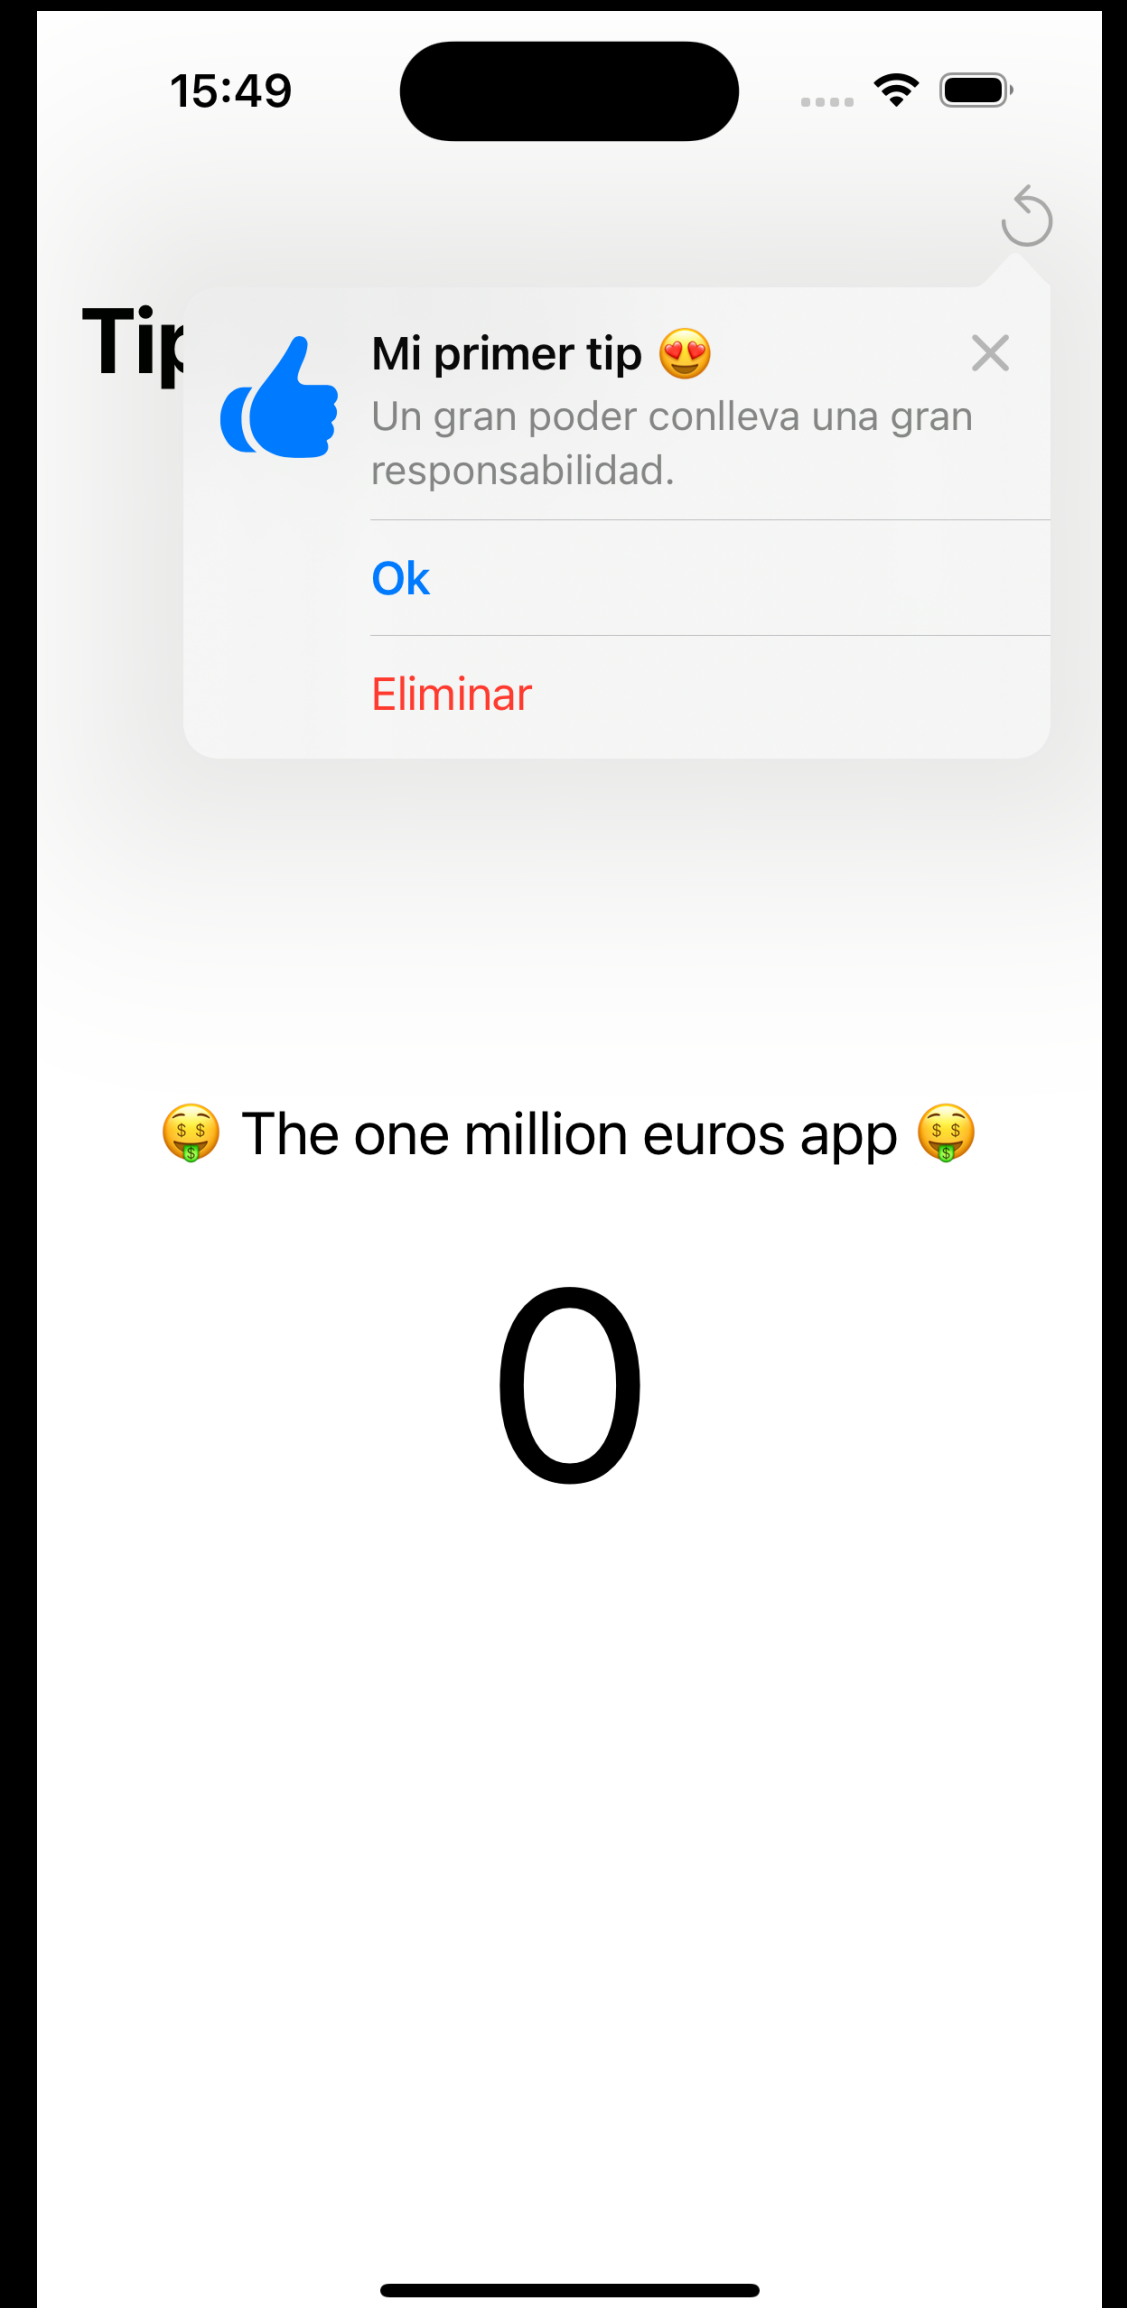 15:49
Tip
Mi primer tip 😍
Un gran poder conlleva una gran
responsabilidad.
Ok
Eliminar
🤑 The one million euros app 🤑
0